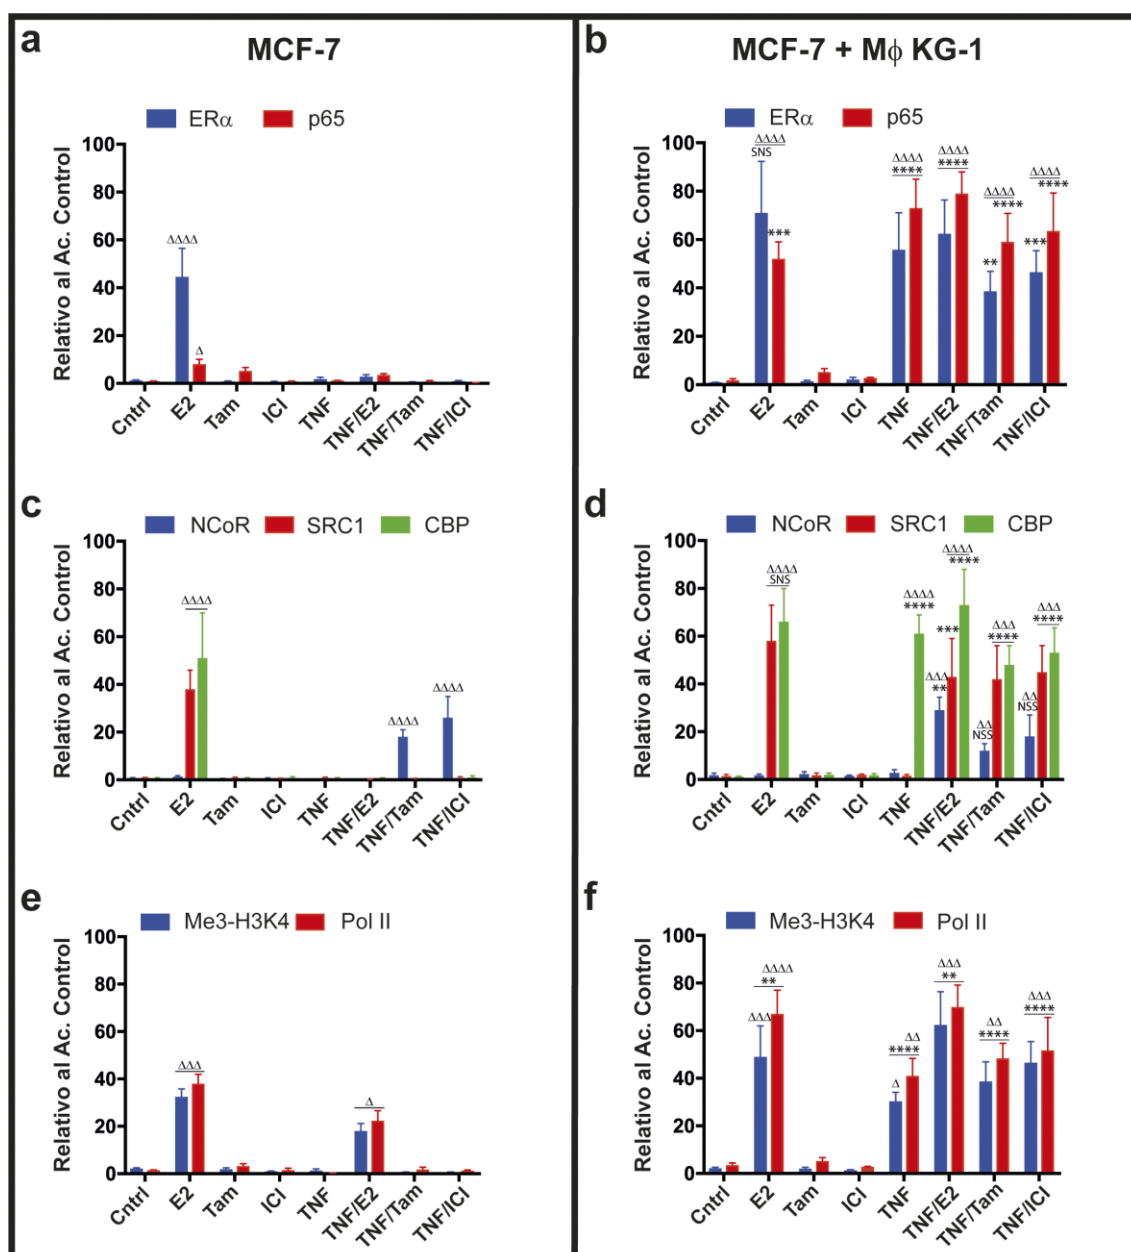 a
MCF-7
ERα p65
Relativo al Ac. Control
100
80
60
40
20
0
ΔΔΔΔ
Δ
Cntrl E2 Tam ICI TNF TNF/E2 TNF/Tam TNF/ICI
b
MCF-7 + Mϕ KG-1
ERα p65
Relativo al Ac. Control
100
80
60
40
20
0
ΔΔΔΔ
SNS
***
ΔΔΔΔ
****
ΔΔΔΔ
****
ΔΔΔΔ
****
**
ΔΔΔΔ
****
***
Cntrl E2 Tam ICI TNF TNF/E2 TNF/Tam TNF/ICI
c
NCoR SRC1 CBP
Relativo al Ac. Control
100
80
60
40
20
0
ΔΔΔΔ
ΔΔΔΔ
ΔΔΔΔ
Cntrl E2 Tam ICI TNF TNF/E2 TNF/Tam TNF/ICI
d
NCoR SRC1 CBP
Relativo al Ac. Control
100
80
60
40
20
0
ΔΔΔΔ
SNS
ΔΔΔΔ
****
ΔΔΔΔ
****
***
ΔΔΔ
**
ΔΔΔ
****
ΔΔ
NSS
ΔΔΔ
****
ΔΔ
NSS
Cntrl E2 Tam ICI TNF TNF/E2 TNF/Tam TNF/ICI
e
Me3-H3K4 Pol II
Relativo al Ac. Control
100
80
60
40
20
0
ΔΔΔ
Δ
Cntrl E2 Tam ICI TNF TNF/E2 TNF/Tam TNF/ICI
f
Me3-H3K4 Pol II
Relativo al Ac. Control
100
80
60
40
20
0
ΔΔΔΔ
**
ΔΔΔ
ΔΔ
****
Δ
ΔΔΔ
**
ΔΔ
****
ΔΔΔ
****
Cntrl E2 Tam ICI TNF TNF/E2 TNF/Tam TNF/ICI